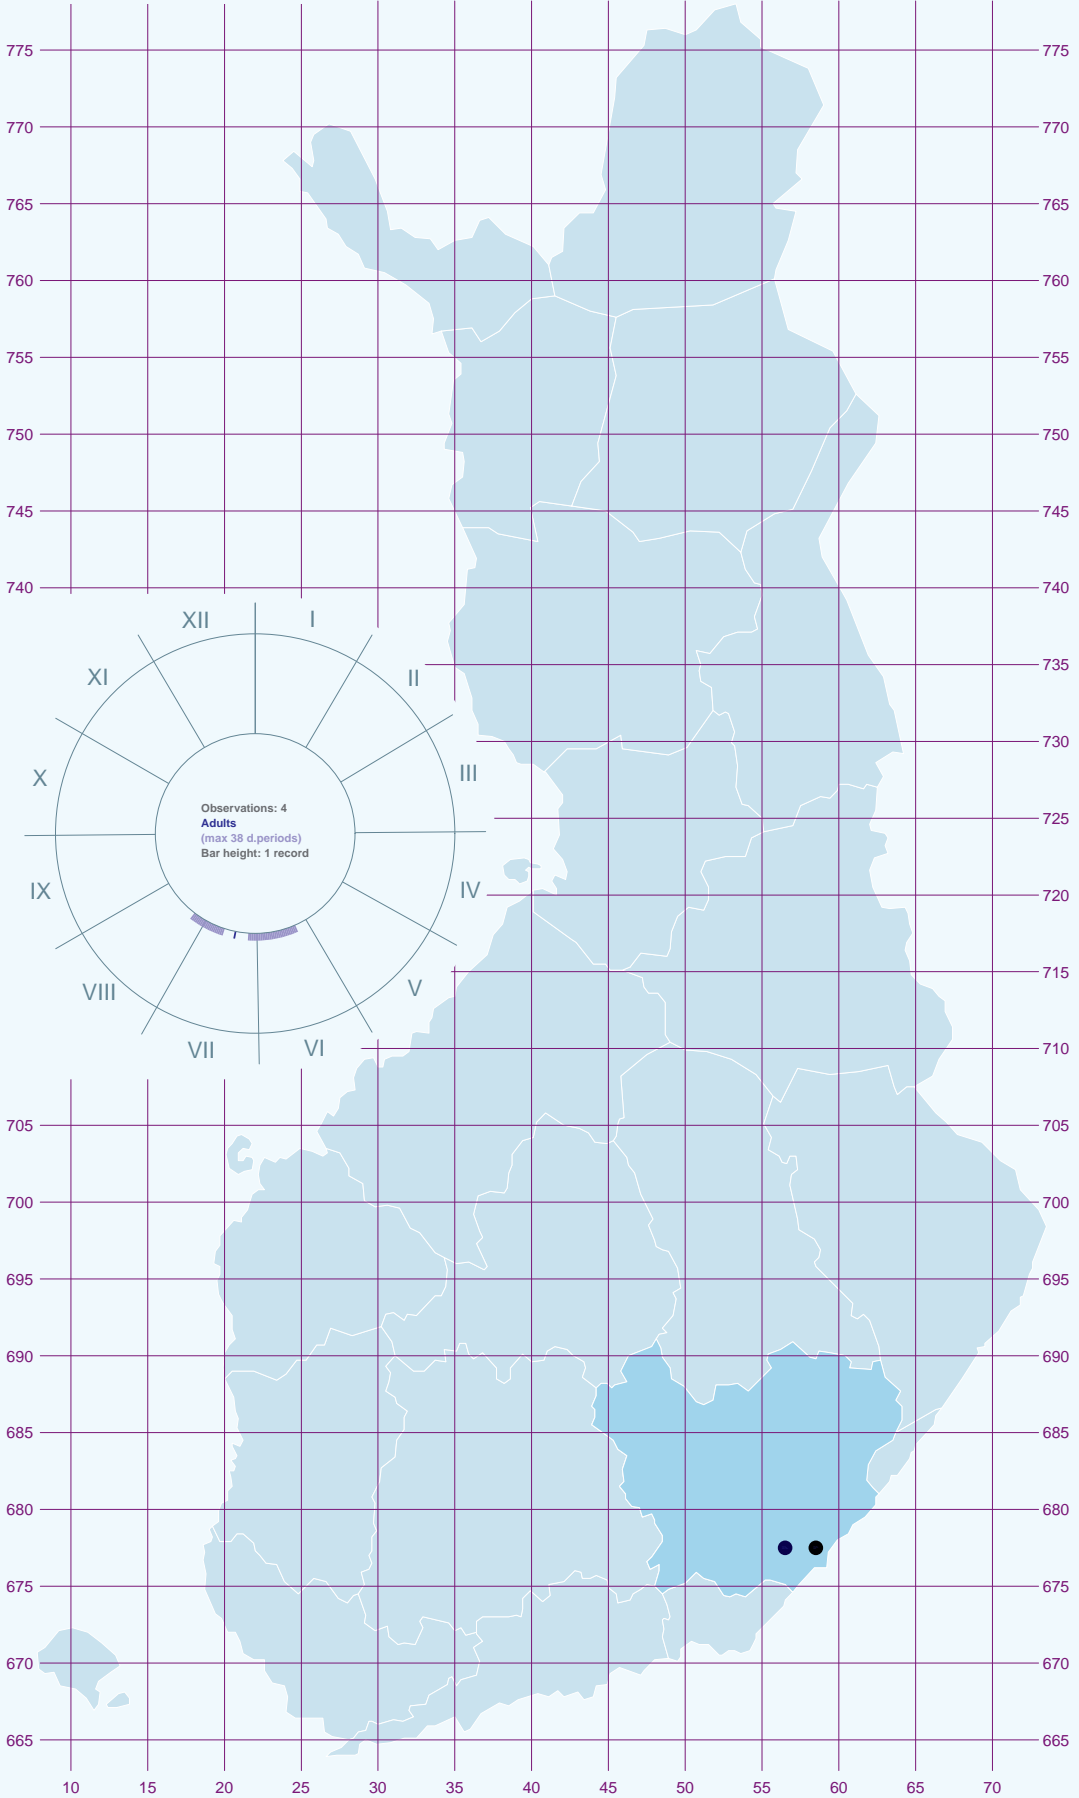 775 775
770 770
765 765
760 760
755 755
750 750
745 745
740 740
XII I
XI II
735
730
X III
Observations: 4
Adults
(max 38 d.periods)
Bar height: 1 record
725
IX IV
720
VIII V
715
VII VI
710
705 705
700 700
695 695
690 690
685 685
680 680
675 675
670 670
665 665
10 15 20 25 30 35 40 45 50 55 60 65 70